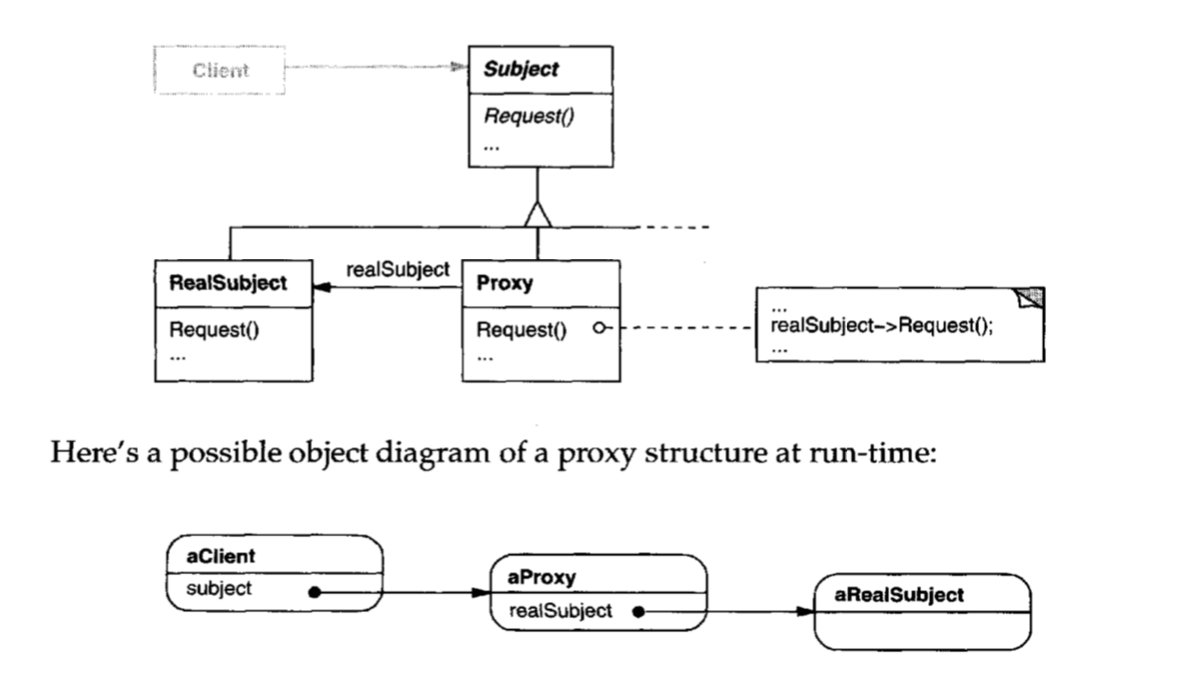 Client
Subject
Request()
...
RealSubject
realSubject
Proxy
Request()
...
Request()
...
...
realSubject->Request();
...
Here's a possible object diagram of a proxy structure at run-time:
aClient
subject
aProxy
realSubject
aRealSubject